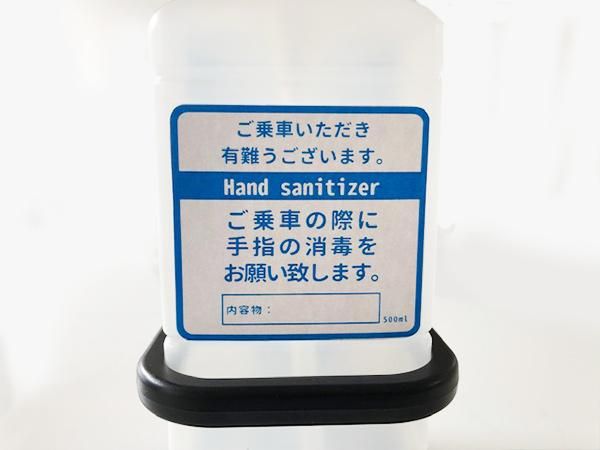 ご乗車いただき
有難うございます。
Hand sanitizer
ご乗車の際に
手指の消毒を
お願い致します。
内容物：
500ml